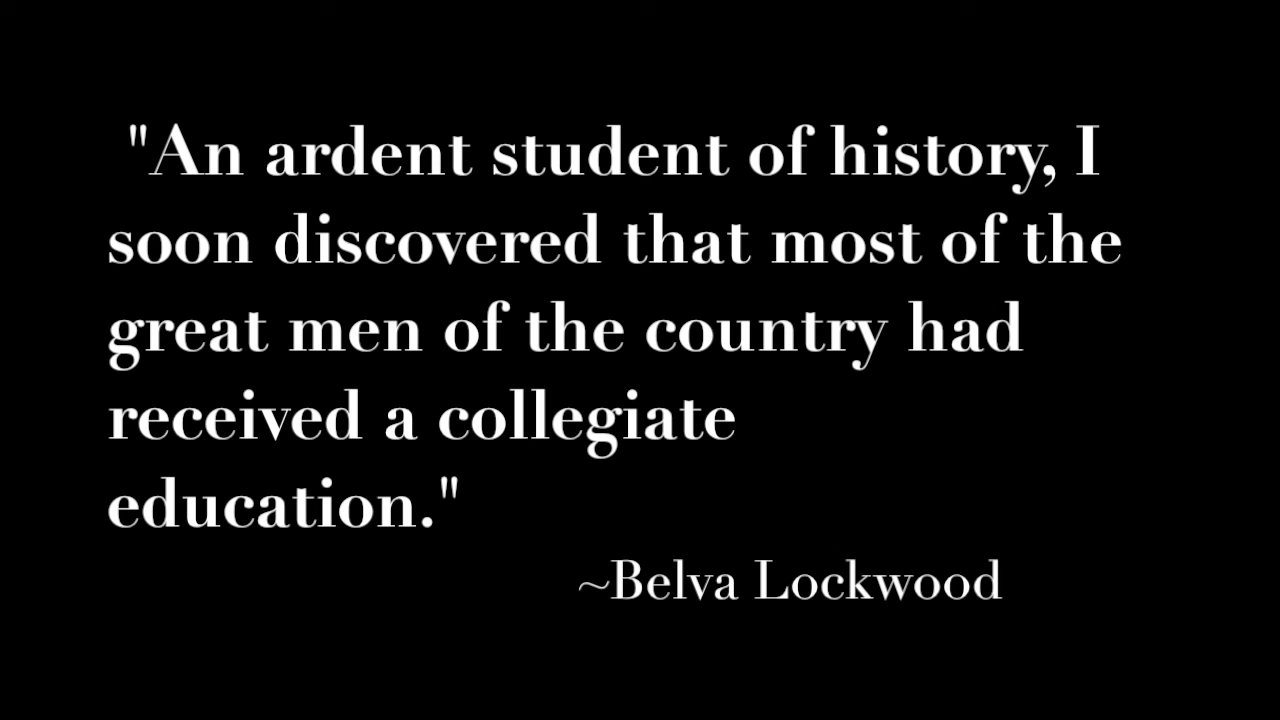 "An ardent student of history, I
soon discovered that most of the
great men of the country had
received a collegiate
education."
~Belva Lockwood